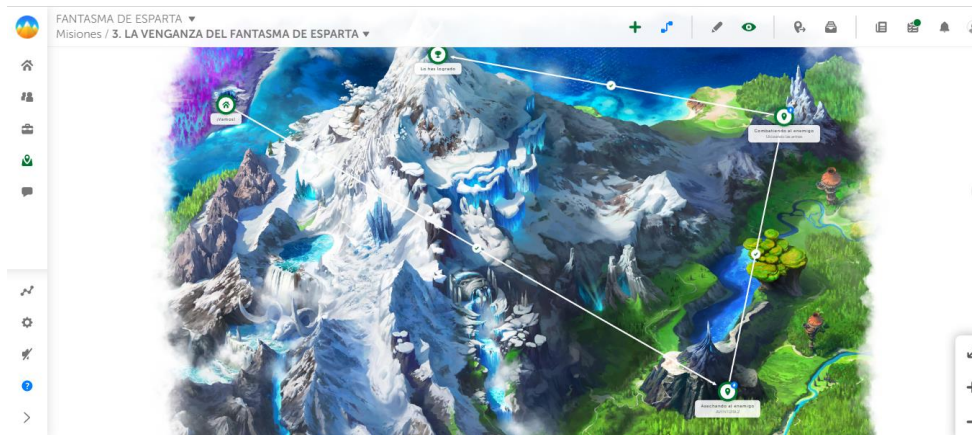 FANTASMA DE ESPARTA ▼
Misiones / 3. LA VENGANZA DEL FANTASMA DE ESPARTA ▼
Lo has logrado
¡Vamos!
Combatiendo al enemigo
Asechando al enemigo